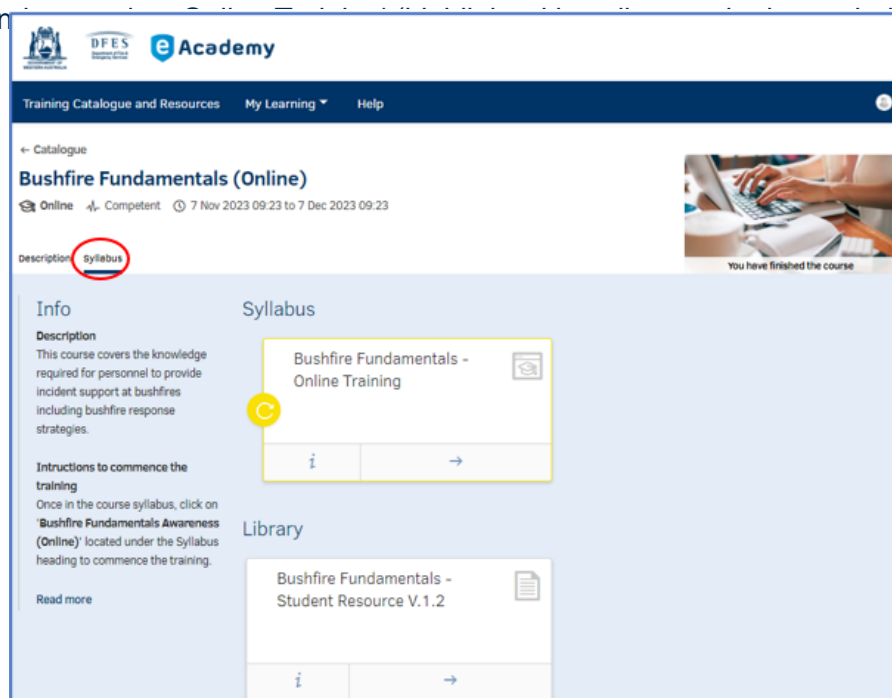 DFES
e Academy
Training Catalogue and Resources My Learning Help
← Catalogue
Bushfire Fundamentals (Online)
Online Competent 7 Nov 2023 09:23 to 7 Dec 2023 09:23
You have finished the course
Description Syllabus
Info
Description
This course covers the knowledge
required for personnel to provide
incident support at bushfires
including bushfire response
strategies.
Intructions to commence the
training
Once in the course syllabus, click on
'Bushfire Fundamentals Awareness
(Online)' located under the Syllabus
heading to commence the training.
Read more
Syllabus
Bushfire Fundamentals -
Online Training
i →
Library
Bushfire Fundamentals -
Student Resource V.1.2
i →